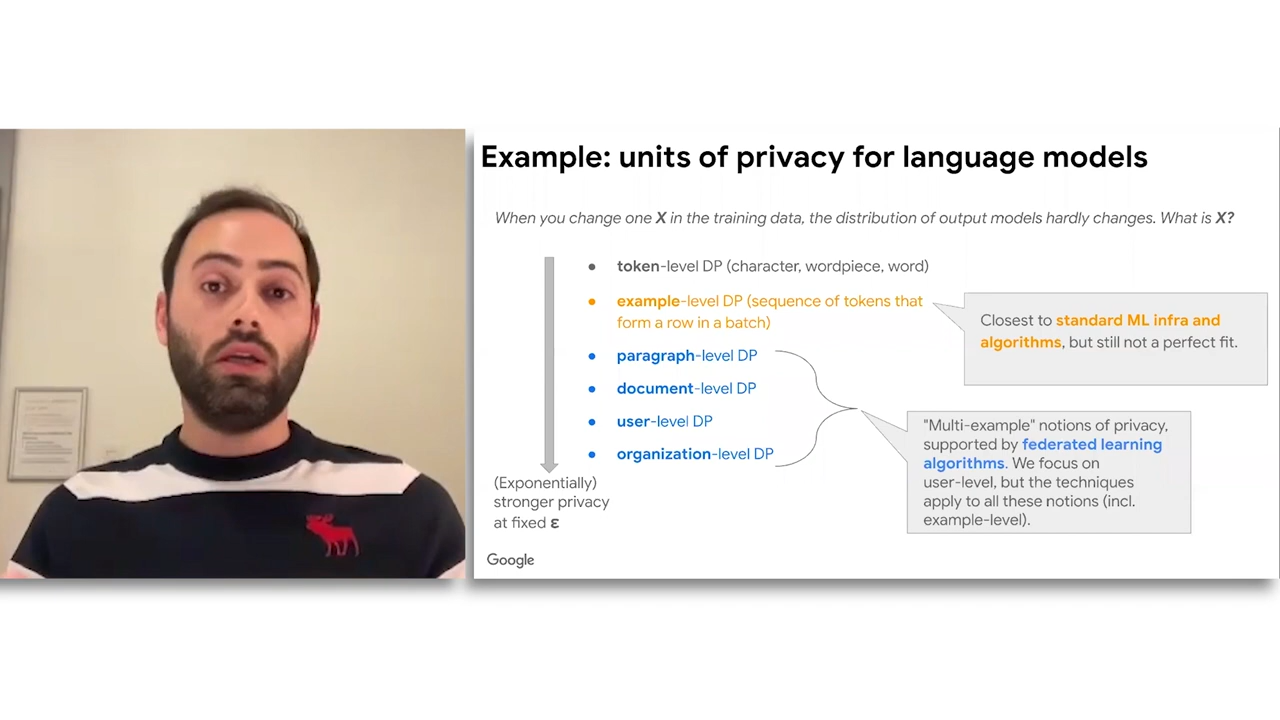 Example: units of privacy for language models
When you change one X in the training data, the distribution of output models hardly changes. What is X?
• token-level DP (character, wordpiece, word)
• example-level DP (sequence of tokens that
form a row in a batch)
• paragraph-level DP
• document-level DP
• user-level DP
• organization-level DP
(Exponentially)
stronger privacy
at fixed ε
Closest to standard ML infra and
algorithms, but still not a perfect fit.
"Multi-example" notions of privacy,
supported by federated learning
algorithms. We focus on
user-level, but the techniques
apply to all these notions (incl.
example-level).
Google